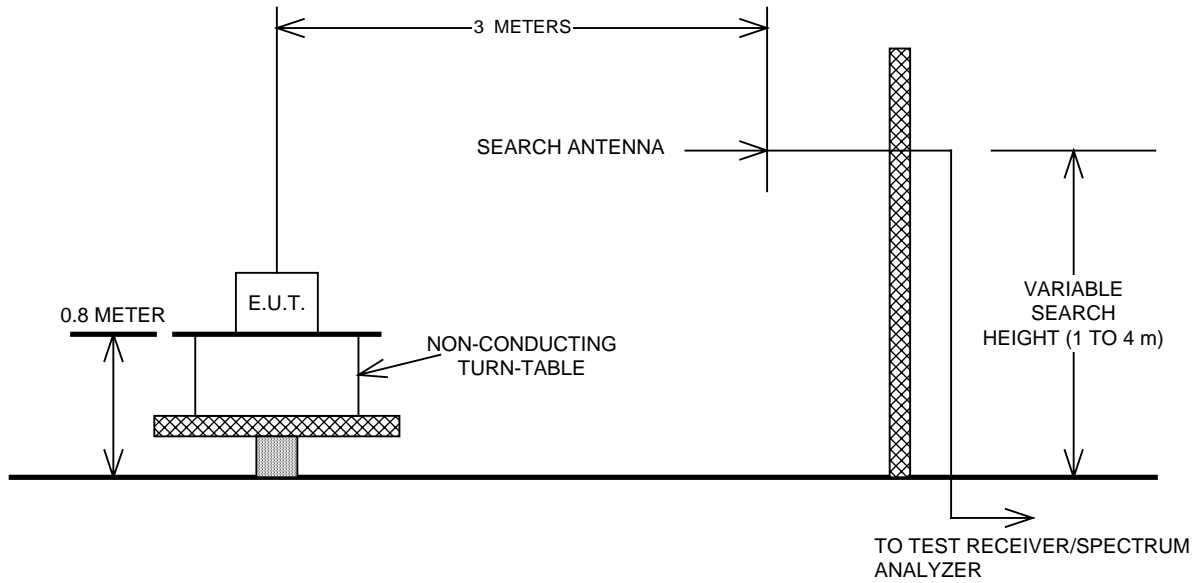 3 METERS
SEARCH ANTENNA
E.U.T.
0.8 METER
NON-CONDUCTING
TURN-TABLE
VARIABLE
SEARCH
HEIGHT (1 TO 4 m)
TO TEST RECEIVER/SPECTRUM
ANALYZER